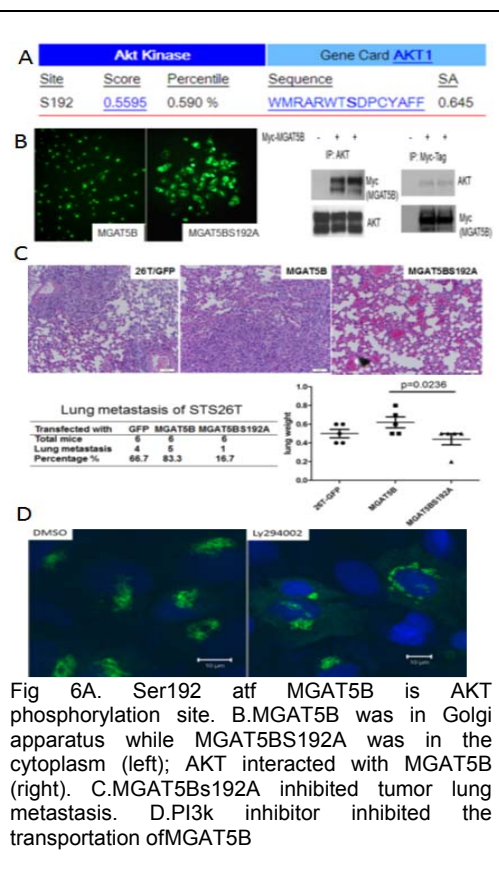 A
Akt Kinase Gene Card AKT1
Site Score Percentile Sequence SA
S192 0.5595 0.590 % WMRARWTSDPCYAFF 0.645
B
MGAT5B
MGAT5BS192A
Myc-MGAT5B - + + - + +
IP: AKT IP: Myc-Tag
Myc
(MGAT5B)
AKT
AKT
Myc
(MGAT5B)
C
26T/GFP
MGAT5B
MGAT5BS192A
Lung metastasis of STS26T
Transfected with GFP MGAT5B MGAT5BS192A
Total mice 6 6 6
Lung metastasis 4 5 1
Percentage % 66.7 83.3 16.7
p=0.0236
lung weight
1.0
0.8
0.6
0.4
0.2
0.0
26T-GFP
MGAT5B
MGAT5BS192A
D
DMSO
Ly294002
10 µm
10 µm
Fig 6A. Ser192 atf MGAT5B is AKT
phosphorylation site. B.MGAT5B was in Golgi
apparatus while MGAT5BS192A was in the
cytoplasm (left); AKT interacted with MGAT5B
(right). C.MGAT5Bs192A inhibited tumor lung
metastasis. D.PI3k inhibitor inhibited the
transportation ofMGAT5B